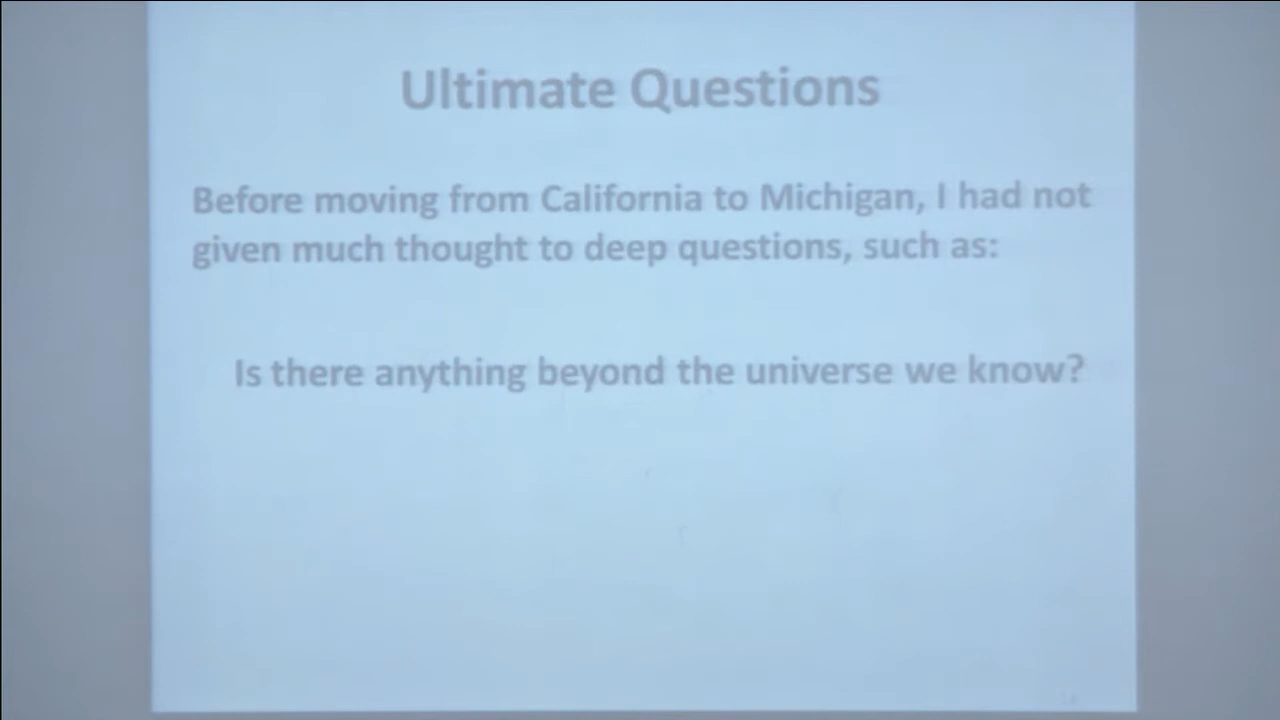 Ultimate Questions
Before moving from California to Michigan, I had not
given much thought to deep questions, such as:
Is there anything beyond the universe we know?